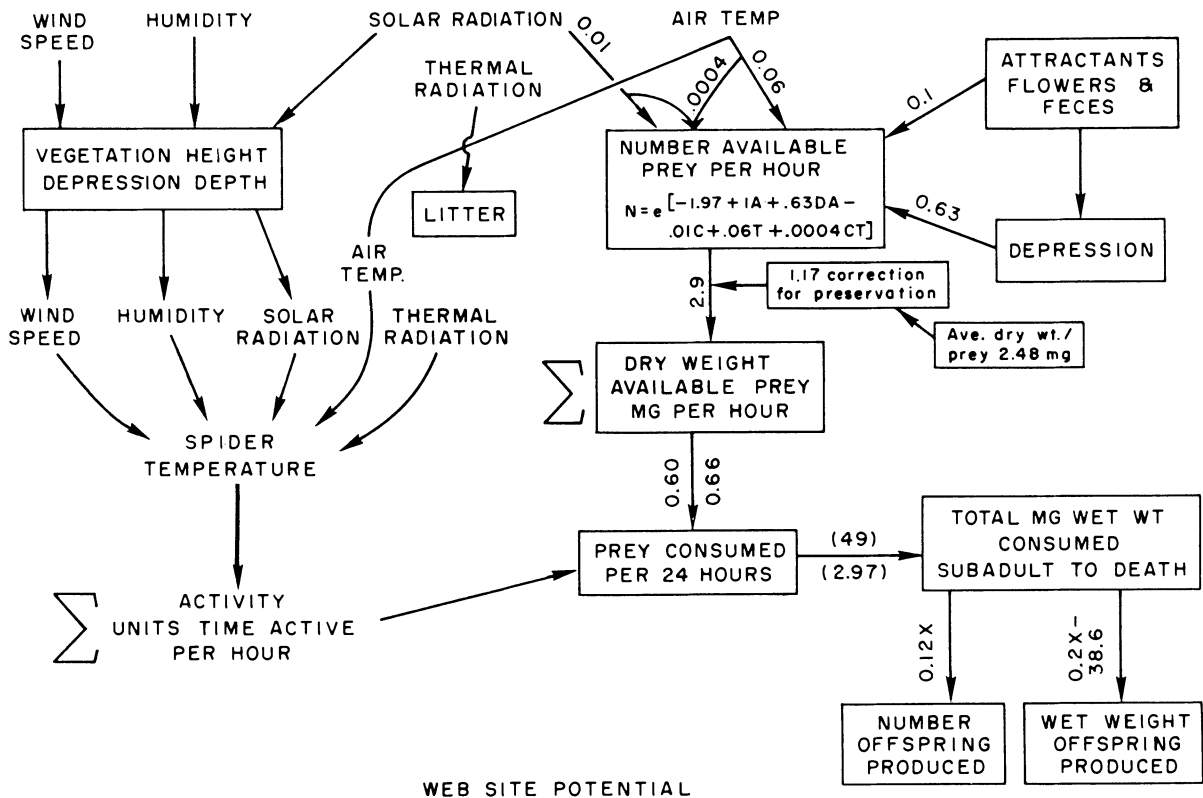 WIND
SPEED
HUMIDITY
SOLAR RADIATION
AIR TEMP
0.01
.0004
0.06
THERMAL
RADIATION
ATTRACTANTS
FLOWERS &
FECES
0.1
VEGETATION HEIGHT
DEPRESSION DEPTH
LITTER
NUMBER AVAILABLE
PREY PER HOUR
N=e[-1.97+1A+.63DA-
.01C+.06T+.0004CT]
0.63
DEPRESSION
AIR
TEMP.
2.9
1.17 correction
for preservation
Ave. dry wt./
prey 2.48 mg
WIND
SPEED
HUMIDITY
SOLAR
RADIATION
THERMAL
RADIATION
∑
DRY WEIGHT
AVAILABLE PREY
MG PER HOUR
SPIDER
TEMPERATURE
0.60
0.66
PREY CONSUMED
PER 24 HOURS
(49)
(2.97)
TOTAL MG WET WT
CONSUMED
SUBADULT TO DEATH
∑
ACTIVITY
UNITS TIME ACTIVE
PER HOUR
0.12X
0.2X-
38.6
NUMBER
OFFSPRING
PRODUCED
WET WEIGHT
OFFSPRING
PRODUCED
WEB SITE POTENTIAL